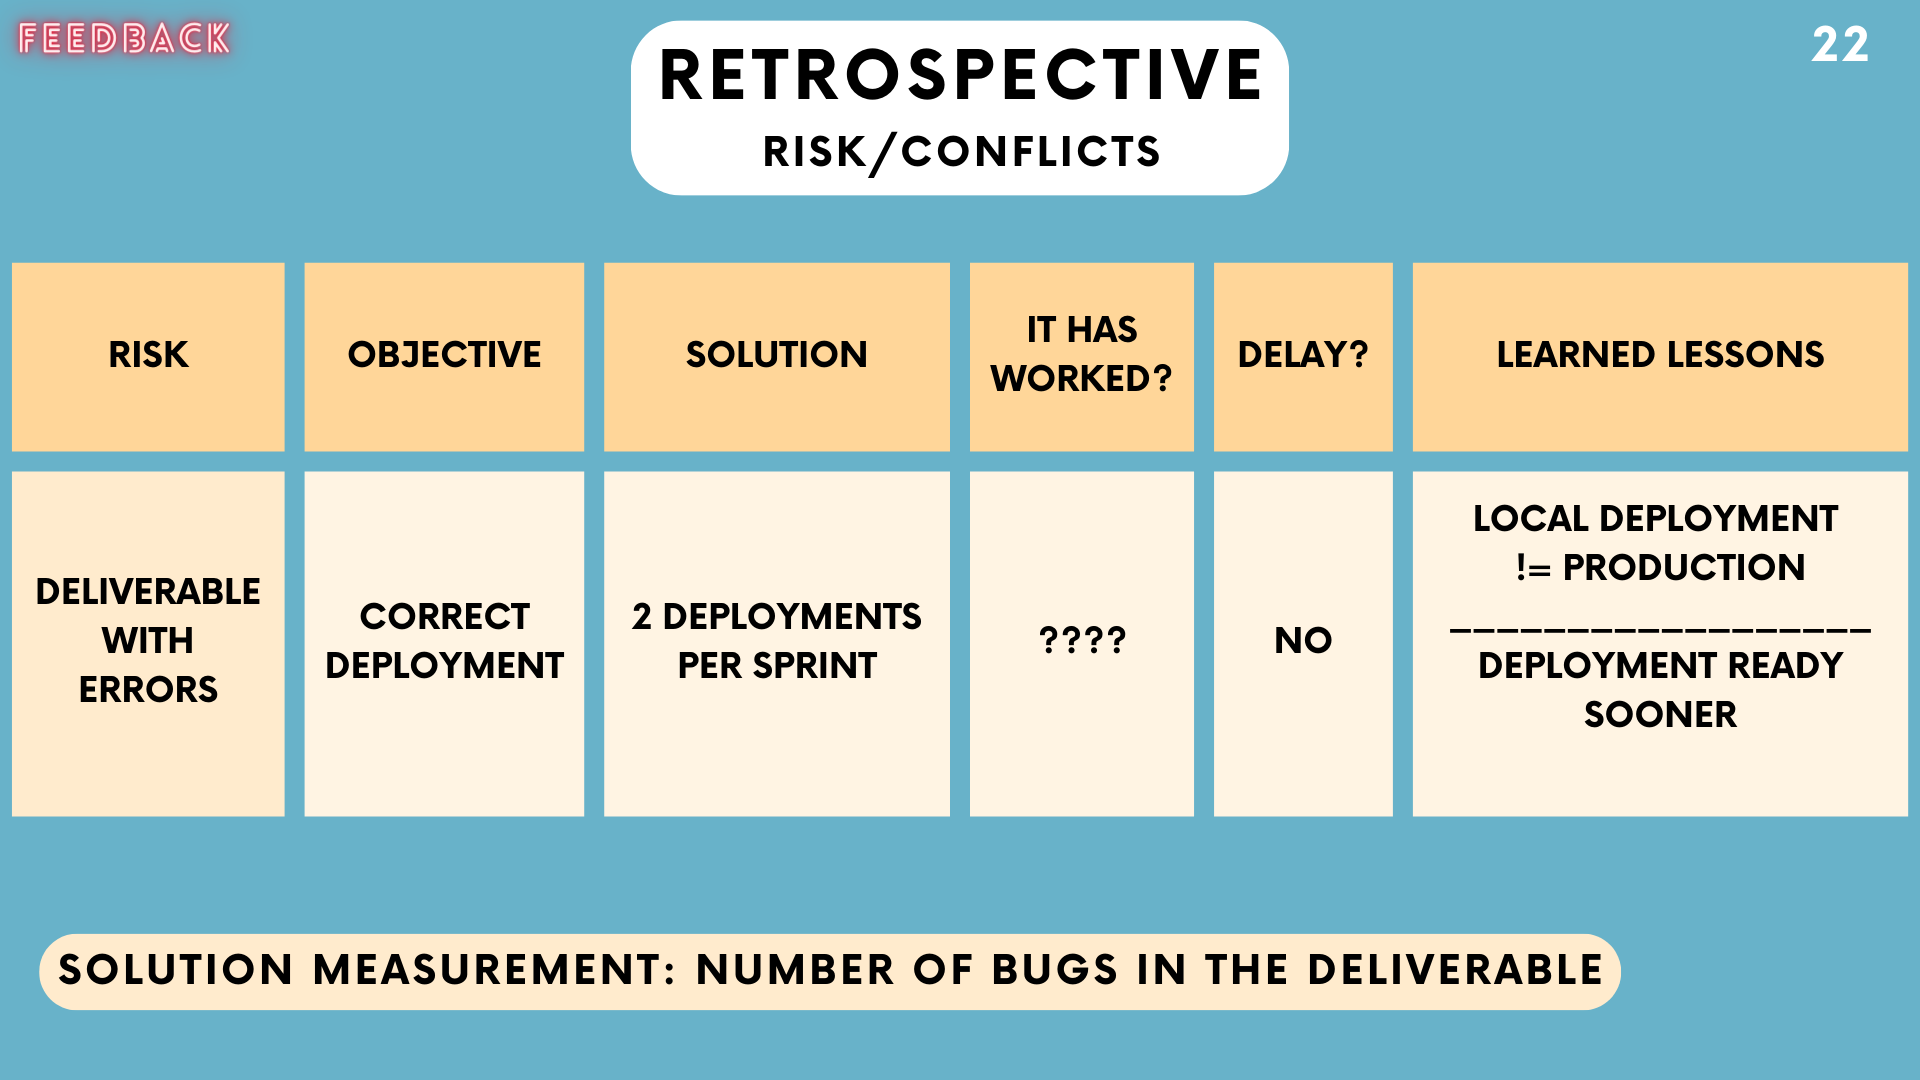 FEEDBACK
22
RETROSPECTIVE
RISK/CONFLICTS
RISK
OBJECTIVE
SOLUTION
IT HAS
WORKED?
DELAY?
LEARNED LESSONS
DELIVERABLE
WITH
ERRORS
CORRECT
DEPLOYMENT
2 DEPLOYMENTS
PER SPRINT
????
NO
LOCAL DEPLOYMENT
!= PRODUCTION
__________________
DEPLOYMENT READY
SOONER
SOLUTION MEASUREMENT: NUMBER OF BUGS IN THE DELIVERABLE